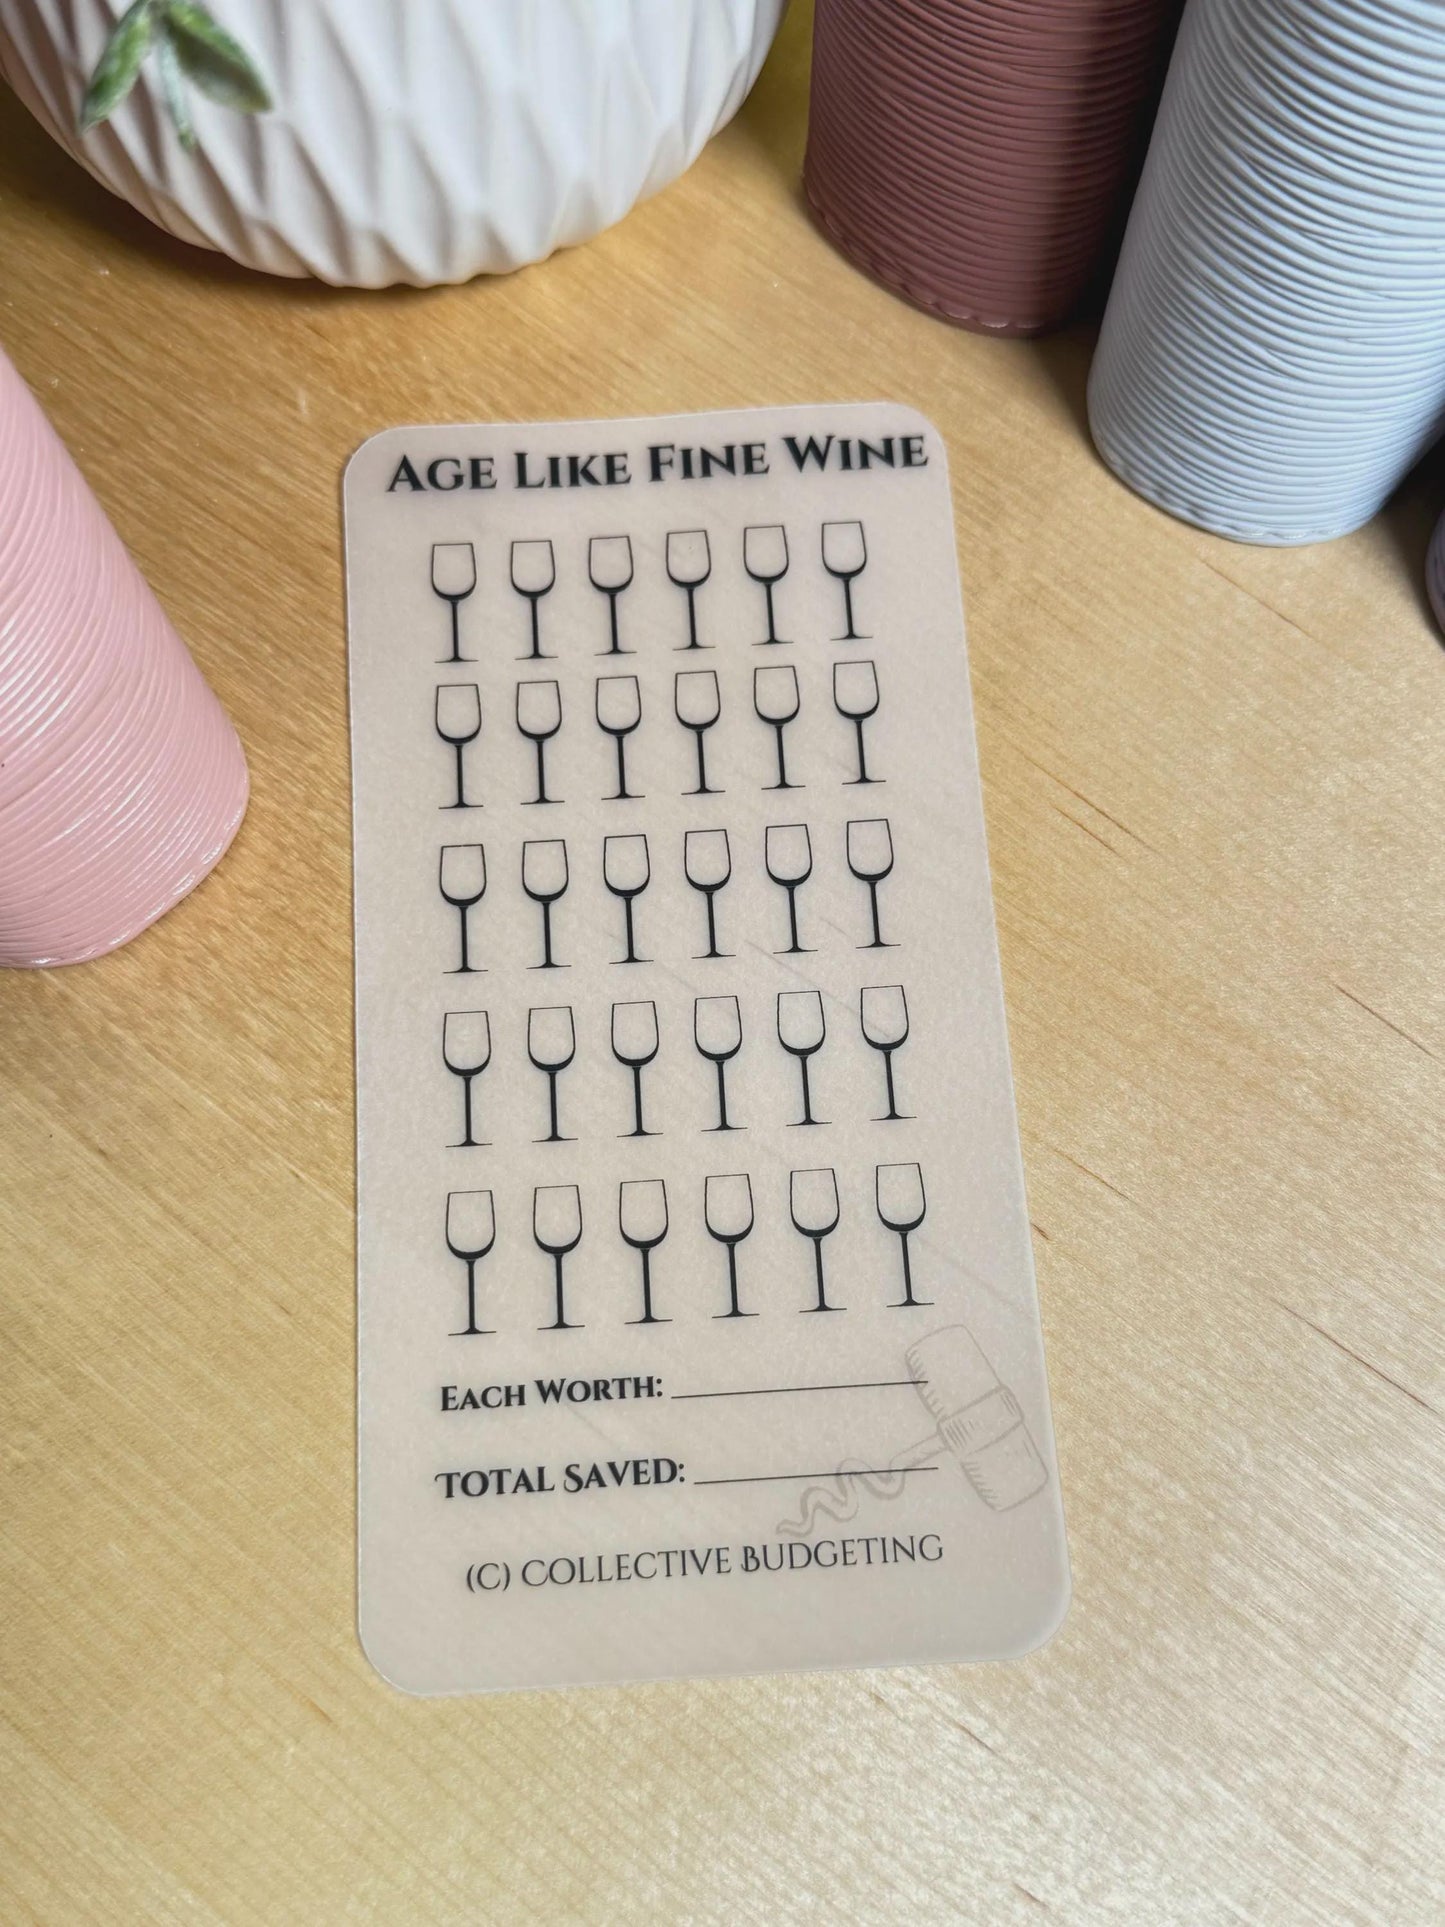 Age Like Fine Wine
Each Worth:
Total Saved:
(C) Collective Budgeting